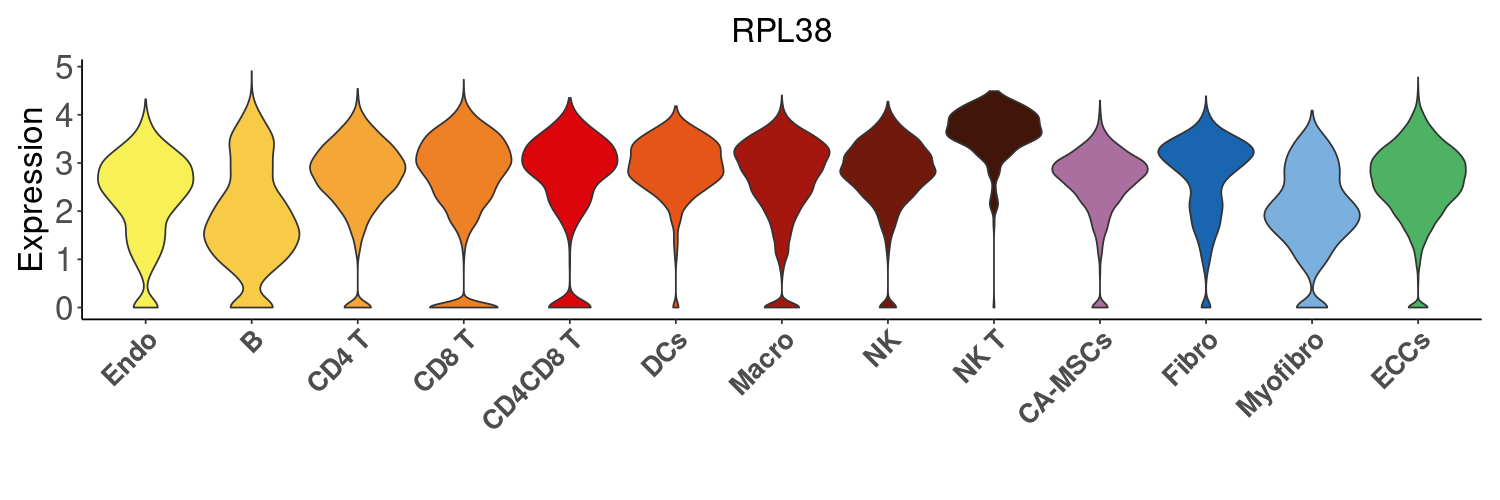 RPL38
Expression
5
4
3
2
1
0
Endo
B
CD4 T
CD8 T
CD4CD8 T
DCs
Macro
NK
NK T
CA-MSCs
Fibro
Myofibro
ECCs